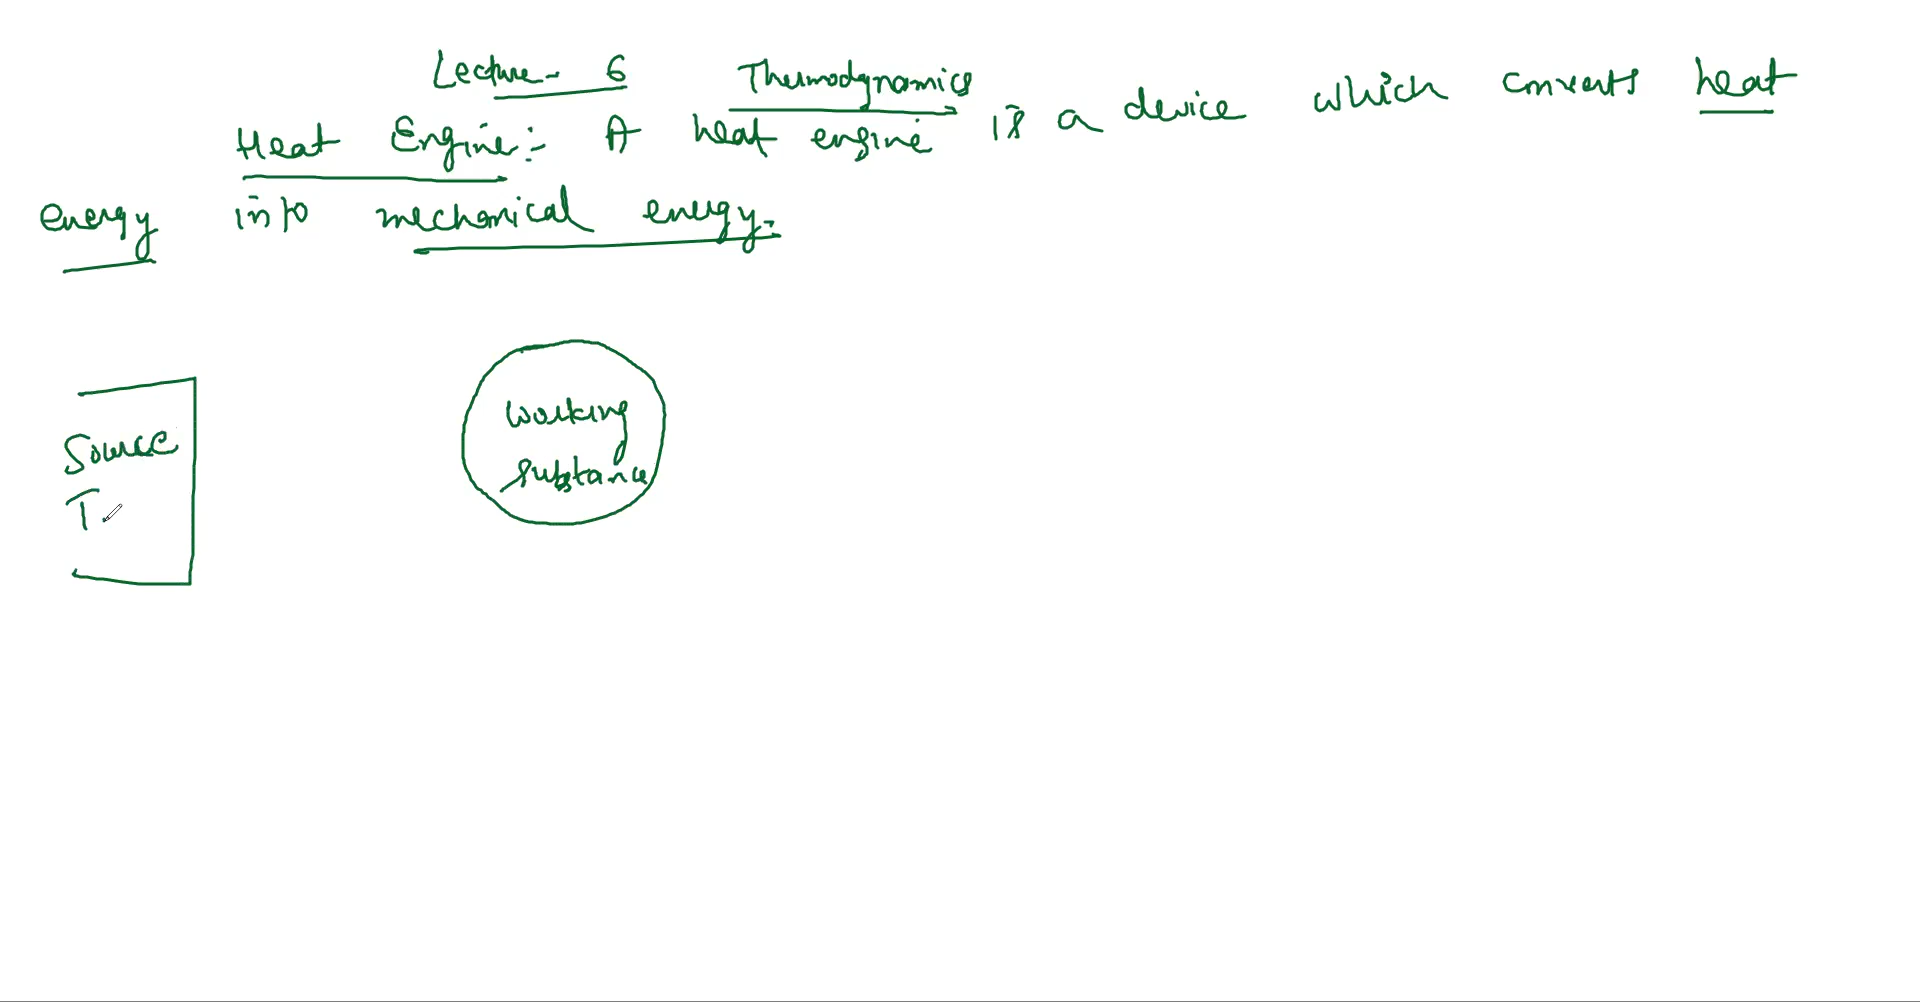 Lecture- 6 Thermodynamics
Heat Engine:- A heat engine is a device which converts heat
energy into mechanical energy.
Working
Substance
Source
T